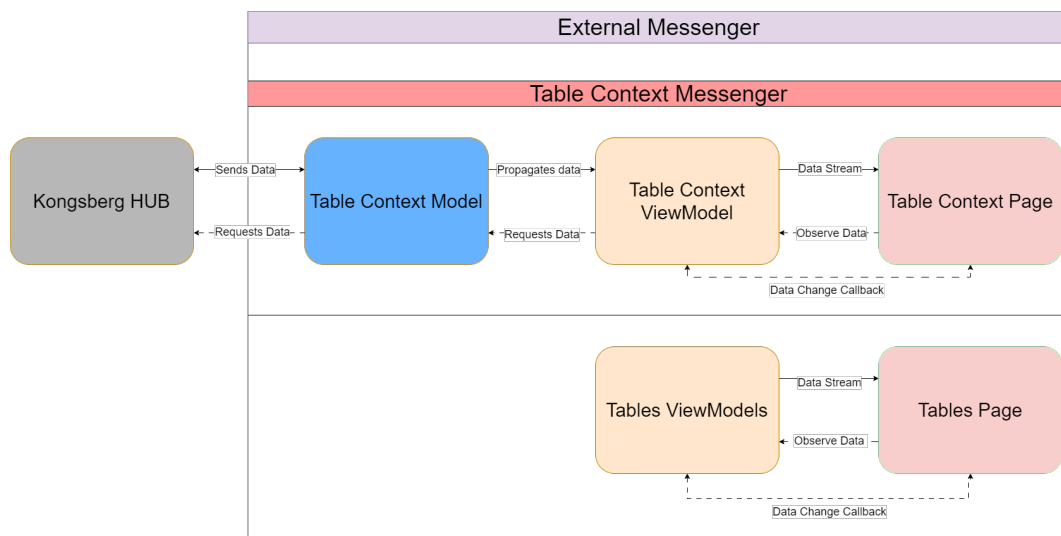 External Messenger
Table Context Messenger
Kongsberg HUB
Sends Data
Requests Data
Table Context Model
Propagates data
Requests Data
Table Context
ViewModel
Data Stream
Observe Data
Table Context Page
Data Change Callback
Tables ViewModels
Data Stream
Observe Data
Tables Page
Data Change Callback